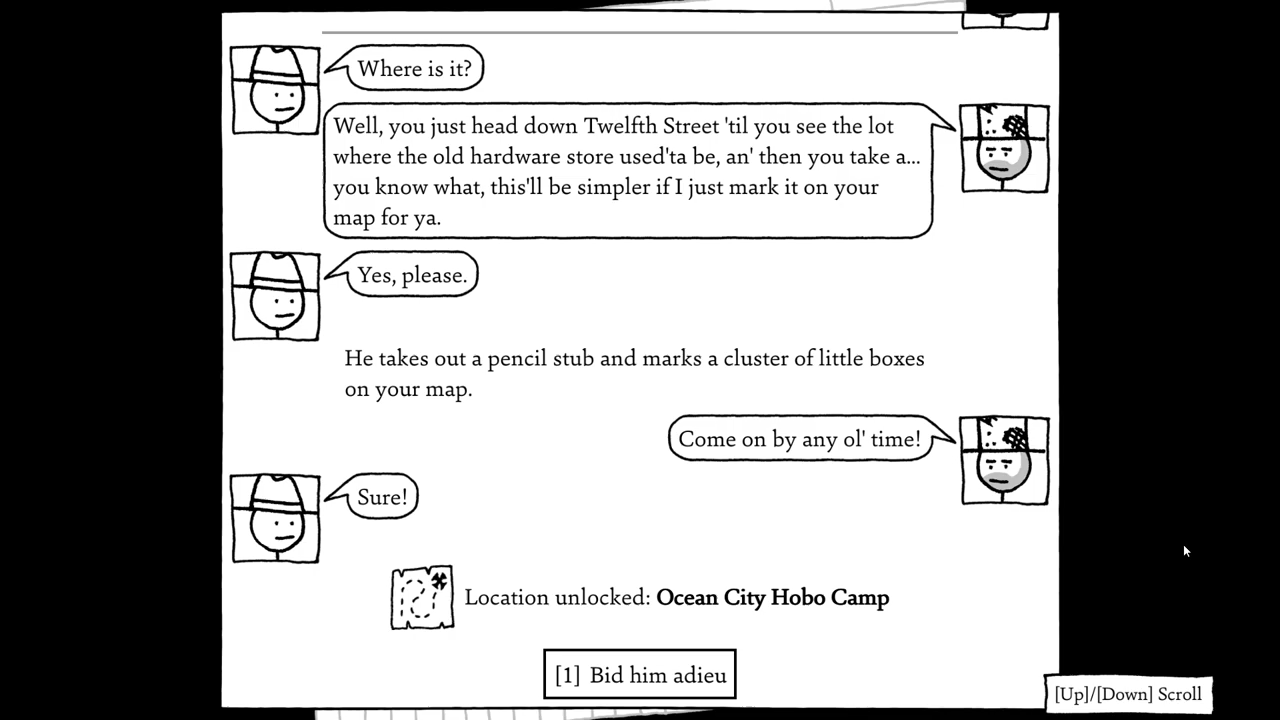 Where is it?
Well, you just head down Twelfth Street 'til you see the lot
where the old hardware store used'ta be, an' then you take a...
you know what, this'll be simpler if I just mark it on your
map for ya.
Yes, please.
He takes out a pencil stub and marks a cluster of little boxes
on your map.
Come on by any ol' time!
Sure!
Location unlocked: Ocean City Hobo Camp
[1] Bid him adieu
[Up]/[Down] Scroll